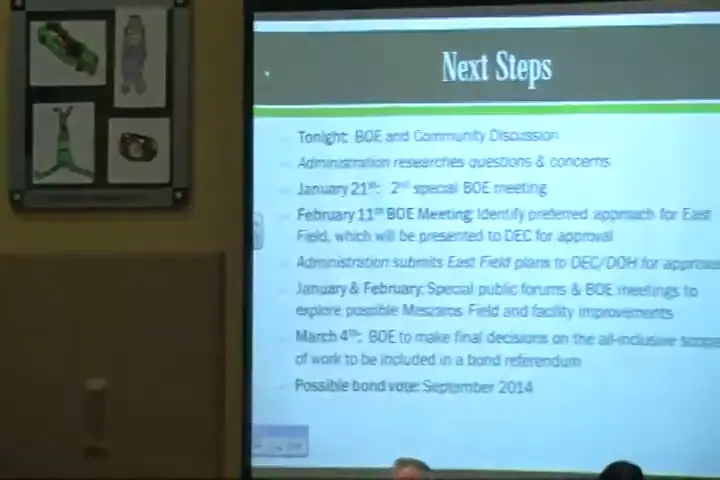 Next Steps
Tonight: BOE and Community Discussion
Administration researches questions & concerns
January 21st: 2nd special BOE meeting
February 11th BOE Meeting: Identify preferred approach for East
Field, which will be presented to DEC for approval
Administration submits East Field plans to DEC/DOH for approva
January & February: Special public forums & BOE meetings to
explore possible Field and facility improvements
March 4th: BOE to make final decisions on the all-inclusive scope
of work to be included in a bond referendum
Possible bond vote: September 2014